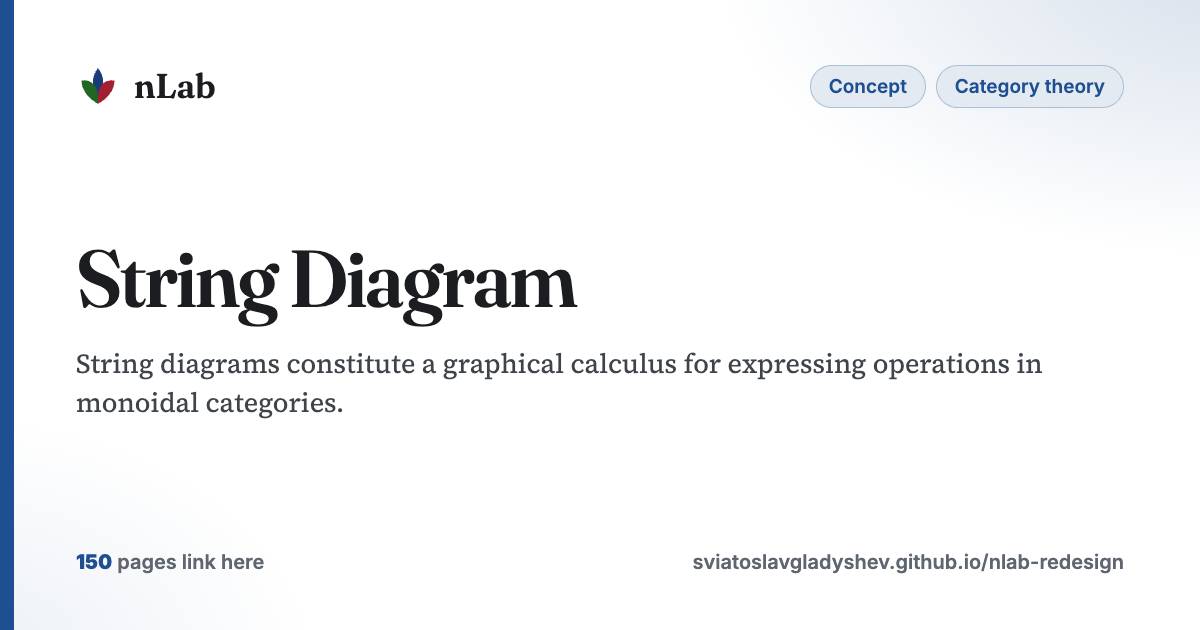 nLab
Concept
Category theory
String Diagram
String diagrams constitute a graphical calculus for expressing operations in
monoidal categories.
150 pages link here
sviatoslavgladyshev.github.io/nlab-redesign